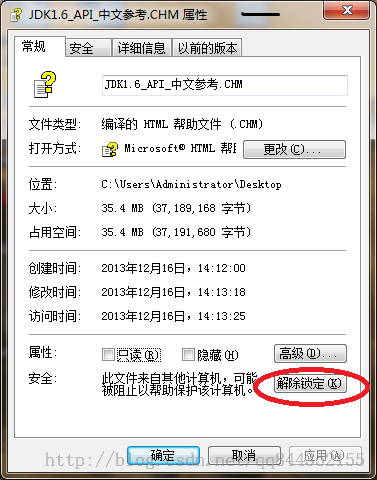 JDK1.6_API_中文参考.CHM 属性
常规 安全 详细信息 以前的版本
JDK1.6_API_中文参考.CHM
文件类型: 编译的 HTML 帮助文件 (.CHM)
打开方式: Microsoft® HTML 帮 更改(C)...
位置: C:\Users\Administrator\Desktop
大小: 35.4 MB (37,189,168 字节)
占用空间: 35.4 MB (37,191,680 字节)
创建时间: 2013年12月16日，14:12:00
修改时间: 2013年12月16日，14:13:18
访问时间: 2013年12月16日，14:13:25
属性: 只读(R) 隐藏(H) 高级(D)...
安全: 此文件来自其他计算机，可能 解除锁定(K)
被阻止以帮助保护该计算机。
确定 取消 应用(A)